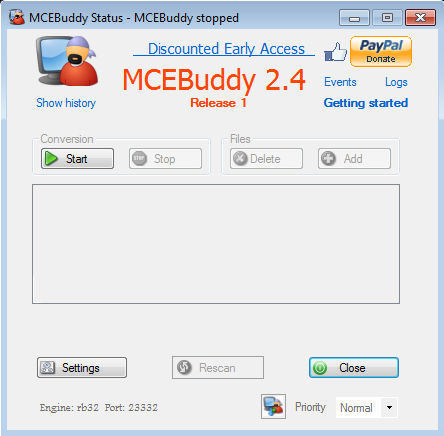 MCEBuddy Status - MCEBuddy stopped
Discounted Early Access
PayPal
Donate
MCEBuddy 2.4
Events
Logs
Show history
Release 1
Getting started
Conversion
Files
Start
STOP
Stop
Delete
Add
Settings
Rescan
Close
Engine: rb32 Port: 23332
Priority
Normal